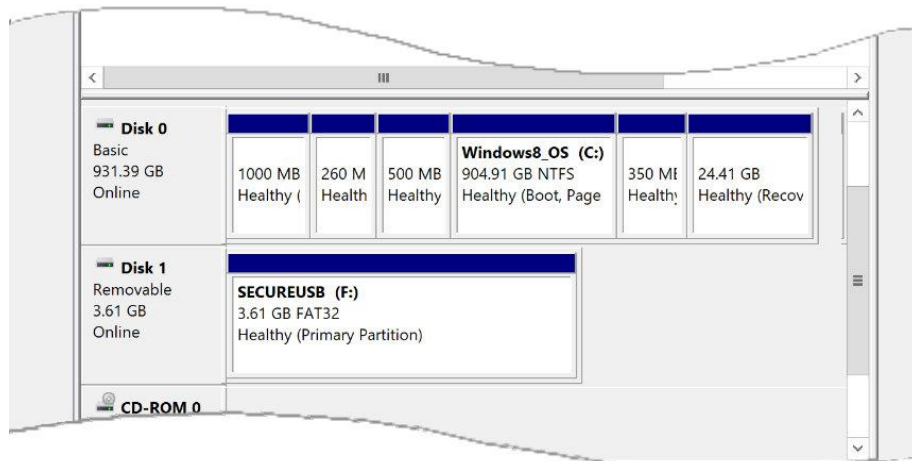 Disk 0
Basic
931.39 GB
Online
1000 MB
Healthy (
260 M
Health
500 MB
Healthy
Windows8_OS (C:)
904.91 GB NTFS
Healthy (Boot, Page
350 ME
Healthy
24.41 GB
Healthy (Recov
Disk 1
Removable
3.61 GB
Online
SECUREUSB (F:)
3.61 GB FAT32
Healthy (Primary Partition)
CD-ROM 0